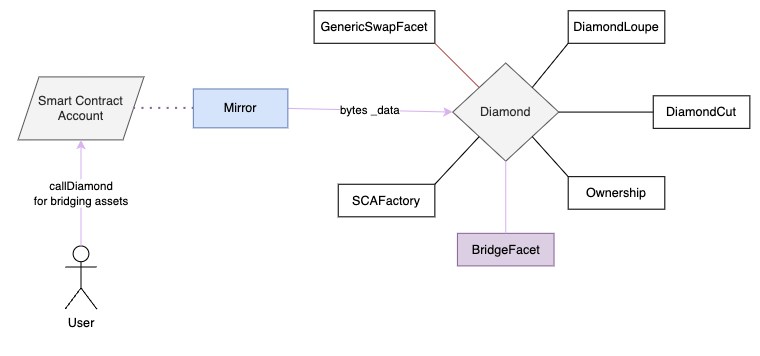 GenericSwapFacet
DiamondLoupe
Smart Contract
Account
Mirror
bytes _data
Diamond
DiamondCut
callDiamond
for bridging assets
SCAFactory
Ownership
BridgeFacet
User